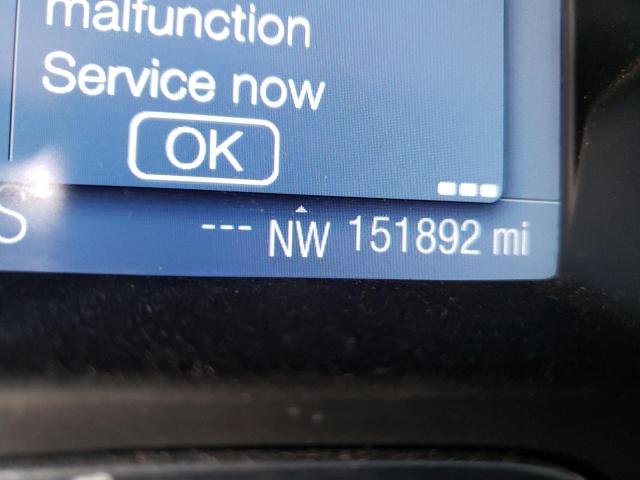 malfunction
Service now
OK
S --- NW 151892 mi